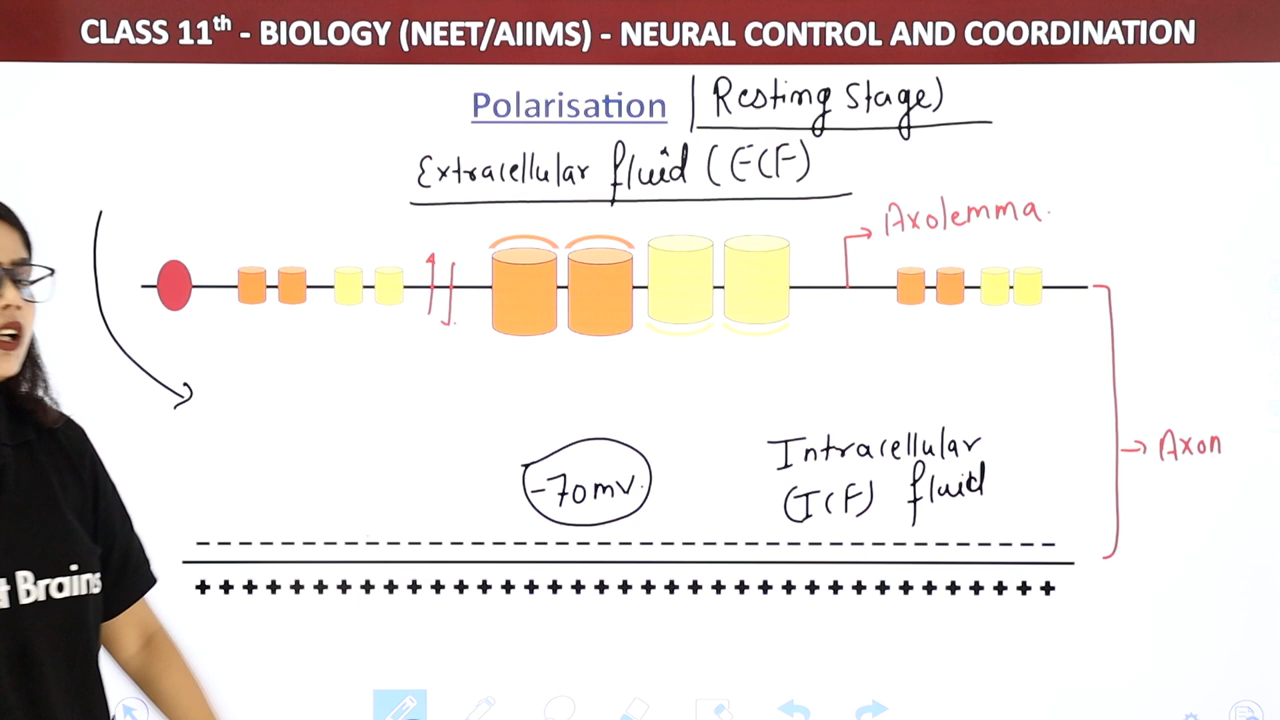 CLASS 11th - BIOLOGY (NEET/AIIMS) - NEURAL CONTROL AND COORDINATION
Polarisation | Resting Stage)
Extracellular fluid (ECF)
Axolemma.
Intracellular
-70mv.
(ICF) fluid
→ Axon
- - - - - - - - - - - - - - - - - - - - - - - - - - - - - - - - - - - -
+ + + + + + + + + + + + + + + + + + + + + + + + + + + + + + + + + + + + +
t Brains